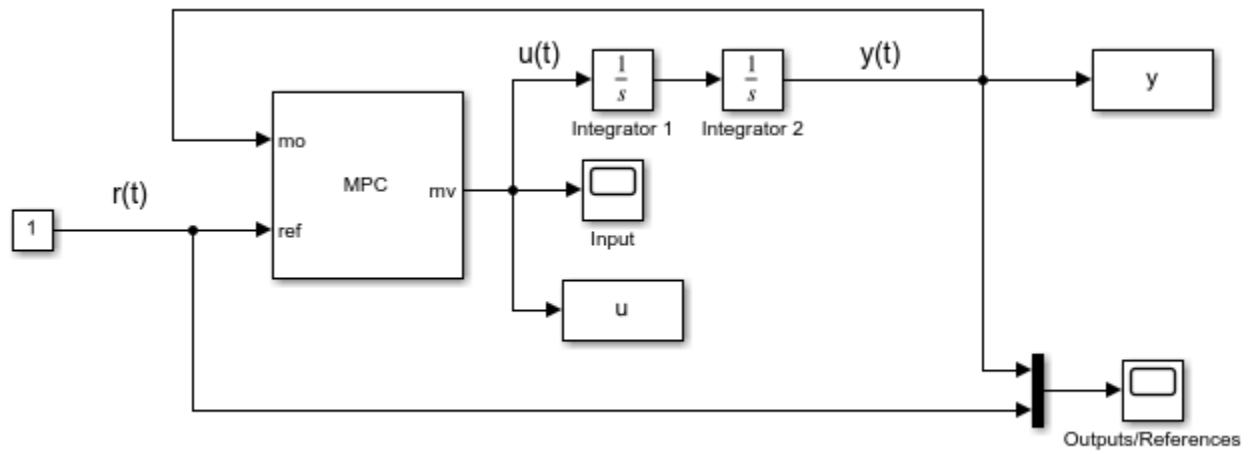 u(t)
y(t)
1
s
1
s
y
Integrator 1
Integrator 2
mo
MPC
mv
r(t)
1
ref
Input
u
Outputs/References